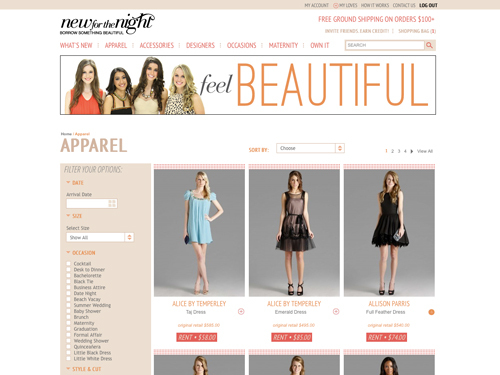 MY ACCOUNT MY LOVES HOW IT WORKS CONTACT US LOG OUT
new for the night
BORROW SOMETHING BEAUTIFUL.
FREE GROUND SHIPPING ON ORDERS $100+
INVITE FRIENDS, EARN CREDIT! SHOPPING BAG
WHAT'S NEW APPAREL ACCESSORIES DESIGNERS OCCASIONS MATERNITY OWN IT SEARCH
feel BEAUTIFUL
Home / Apparel
APPAREL
SORT BY: Choose
1 2 3 4 View All
FILTER YOUR OPTIONS:
DATE
Arrival Date
SIZE
Select Size
Show All
OCCASION
Cocktail
Desk to Dinner
Bachelorette
Black Tie
Business Attire
Date Night
Beach Vacay
Summer Wedding
Baby Shower
Brunch
Maternity
Graduation
Formal Affair
Wedding Shower
Quinceañera
Little Black Dress
Little White Dress
STYLE & CUT
ALICE BY TEMPERLEY
Taj Dress
original retail $580.00
RENT • $58.00
ALICE BY TEMPERLEY
Emerald Dress
original retail
RENT • $85.00
ALLISON PARRIS
Full Feather Dress
original retail
RENT • $74.00